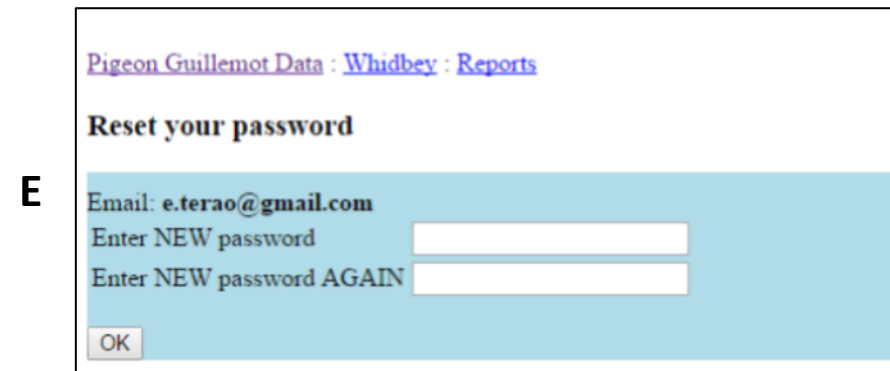 Pigeon Guillemot Data : Whidbey : Reports
Reset your password
E
Email: e.terao@gmail.com
Enter NEW password
Enter NEW password AGAIN
OK